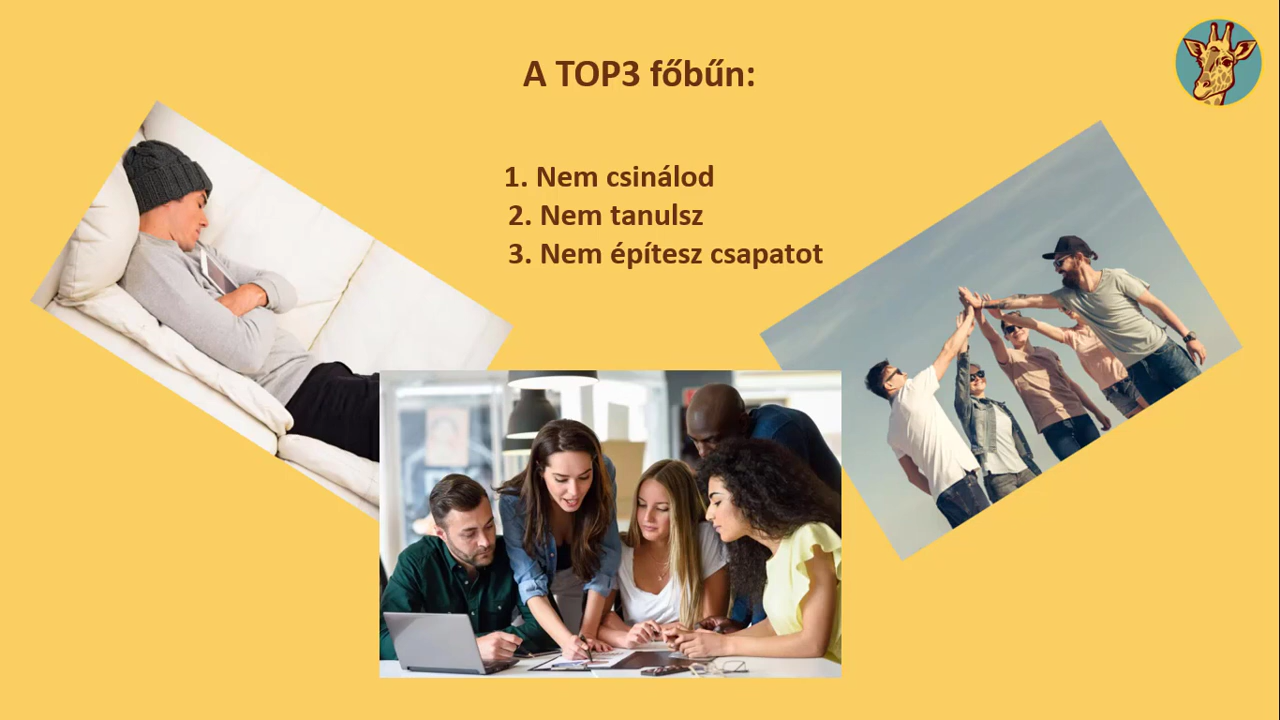 A TOP3 főbűn:
1. Nem csinálod
2. Nem tanulsz
3. Nem építesz csapatot